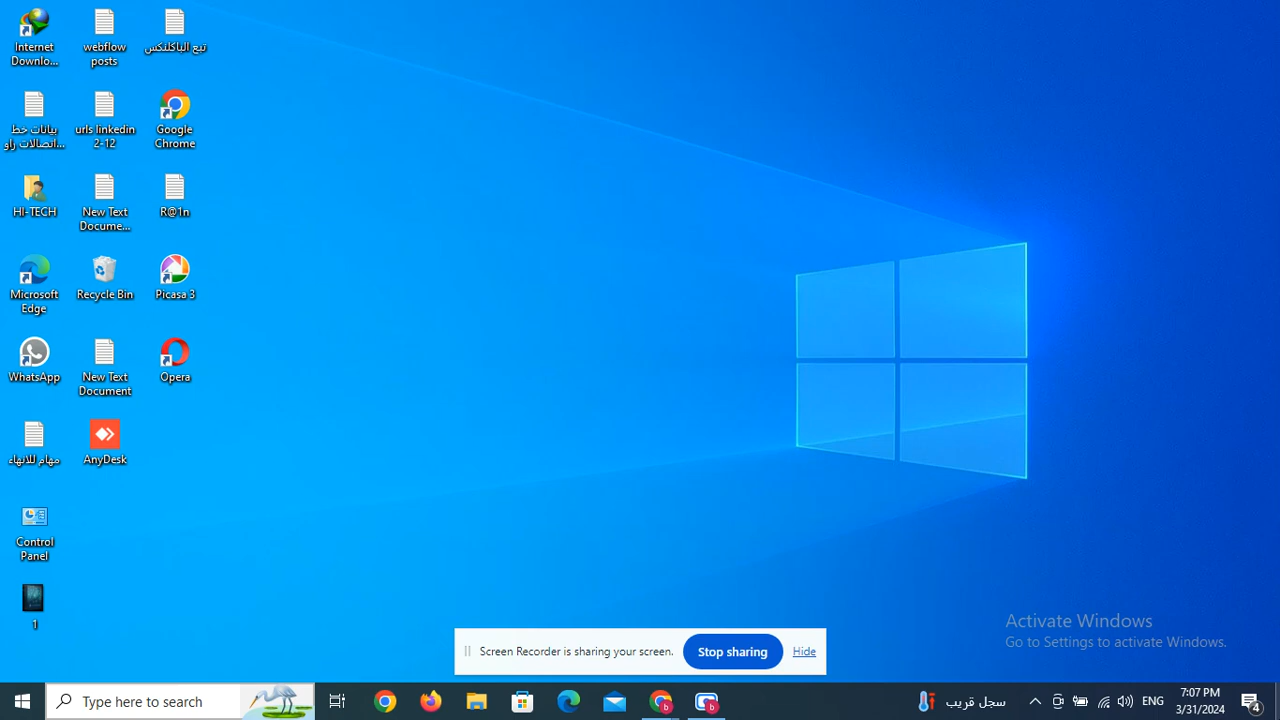 Internet
Downlo...
webflow
posts
تبع الباكلنكس
بيانات خط
اتصالات راو...
urls linkedin
2-12
Google
Chrome
HI-TECH
New Text
Docume...
R@1n
Microsoft
Edge
Recycle Bin
Picasa 3
WhatsApp
New Text
Document
Opera
مهام للانهاء
AnyDesk
Control
Panel
1
Activate Windows
Go to Settings to activate Windows.
Screen Recorder is sharing your screen.
Stop sharing
Hide
Type here to search
b
b
سجل قريب
ENG
7:07 PM
3/31/2024
4